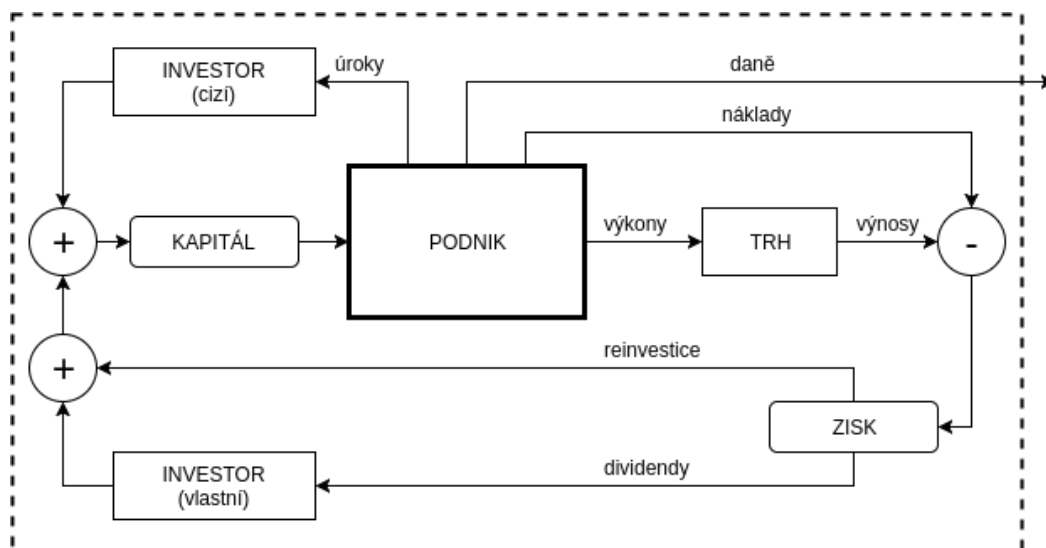 INVESTOR
(cizí)
úroky
daně
náklady
+
KAPITÁL
PODNIK
výkony
TRH
výnosy
-
+
reinvestice
ZISK
INVESTOR
(vlastní)
dividendy